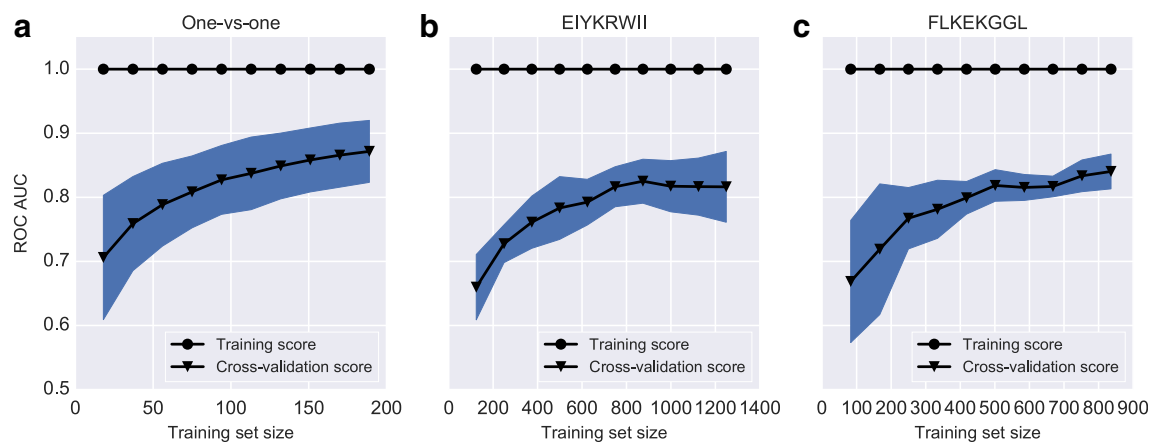 a One-vs-one
1.0
0.9
0.8
0.7
0.6
0.5
ROC AUC
Training score
Cross-validation score
0 50 100 150 200
Training set size
b EIYKRWII
Training score
Cross-validation score
0 200 400 600 800 1000 1200 1400
Training set size
c FLKEKGGL
Training score
Cross-validation score
0 100 200 300 400 500 600 700 800 900
Training set size